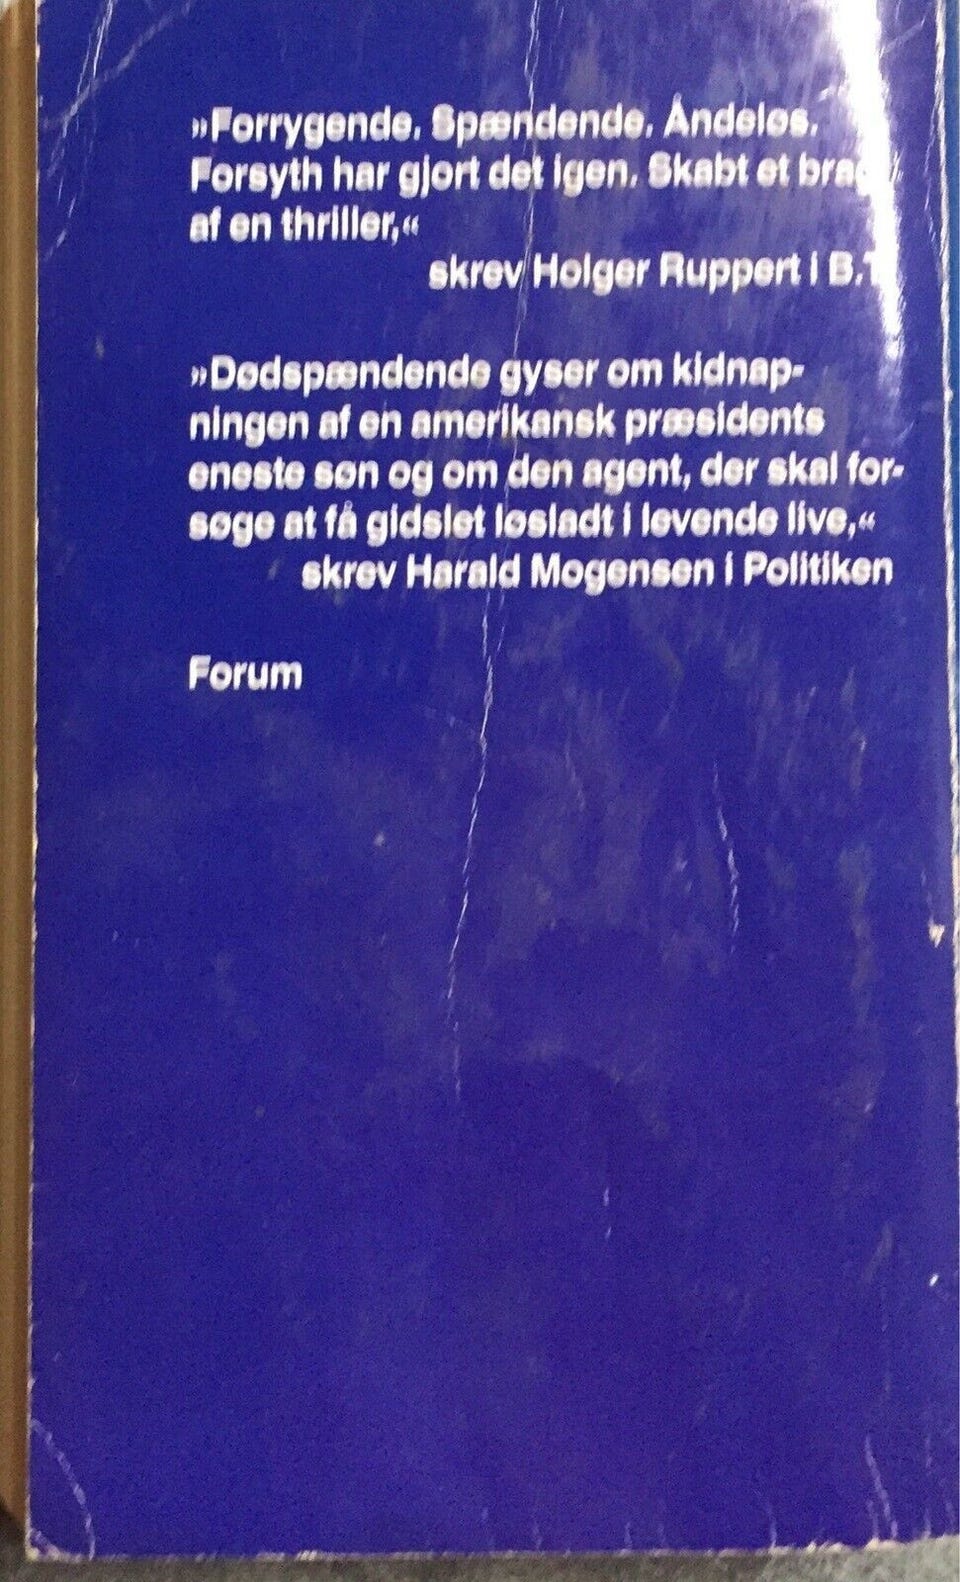 »Forrygende. Spændende. Åndeløs.
Forsyth har gjort det igen. Skabt et
af en thriller,«
skrev Holger Ruppert i B.T
»Dødspændende gyser om kidnap-
ningen af en amerikansk præsidents
eneste søn og om den agent, der skal for-
søge at få gidslet løsladt i levende live,«
skrev Harald Mogensen i Politiken
Forum